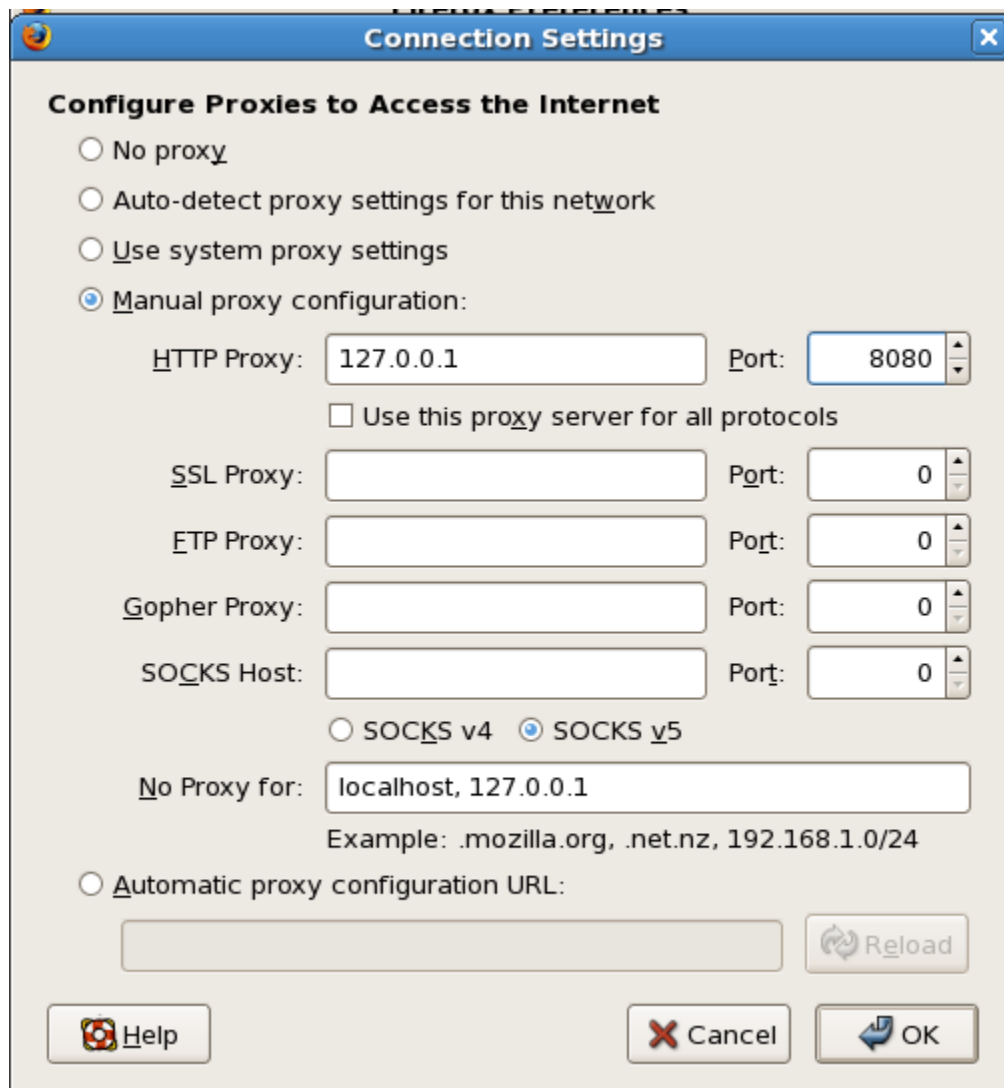 Firefox Preferences
Connection Settings
Configure Proxies to Access the Internet
No proxy
Auto-detect proxy settings for this network
Use system proxy settings
Manual proxy configuration:
HTTP Proxy: 127.0.0.1 Port: 8080
Use this proxy server for all protocols
SSL Proxy: Port: 0
FTP Proxy: Port: 0
Gopher Proxy: Port: 0
SOCKS Host: Port: 0
SOCKS v4 SOCKS v5
No Proxy for: localhost, 127.0.0.1
Example: .mozilla.org, .net.nz, 192.168.1.0/24
Automatic proxy configuration URL:
Reload
Help Cancel OK